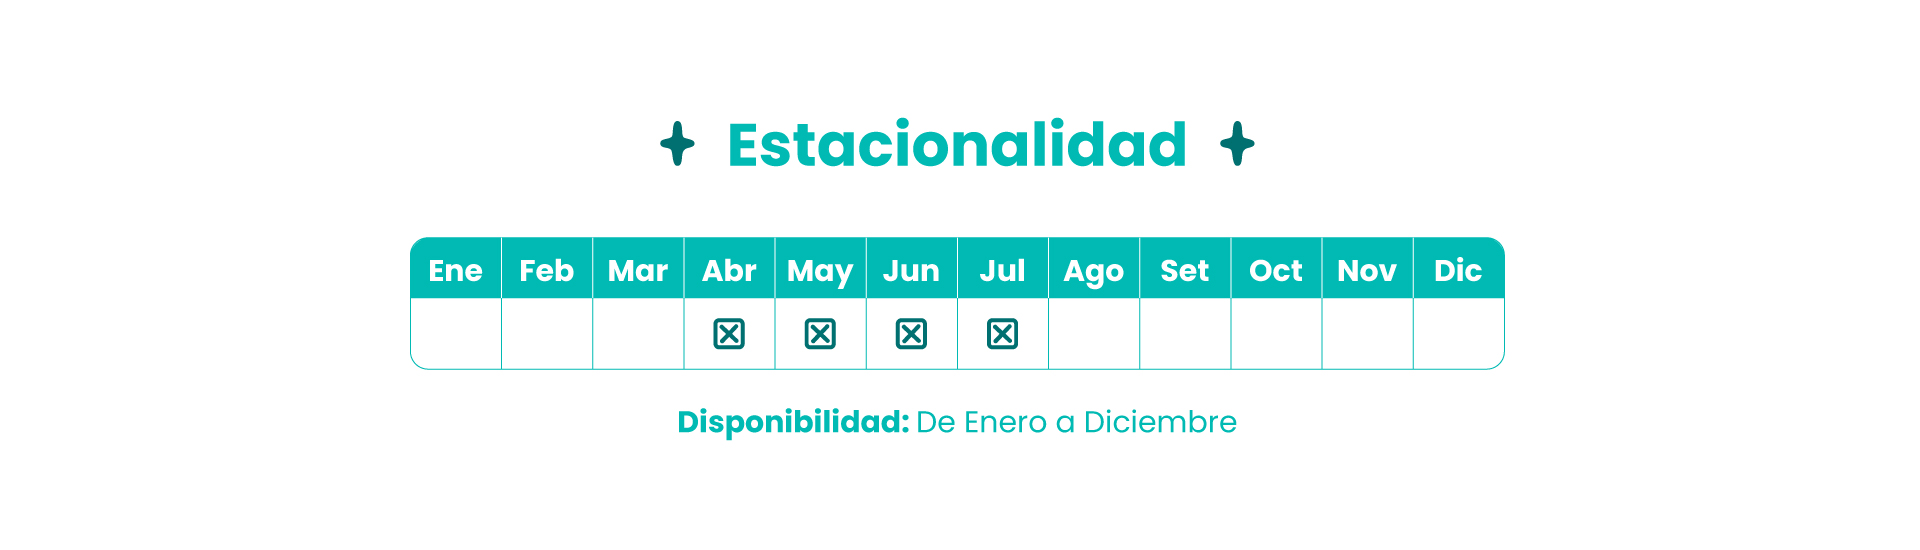 Estacionalidad
Ene Feb Mar Abr May Jun Jul Ago Set Oct Nov Dic
Disponibilidad: De Enero a Diciembre